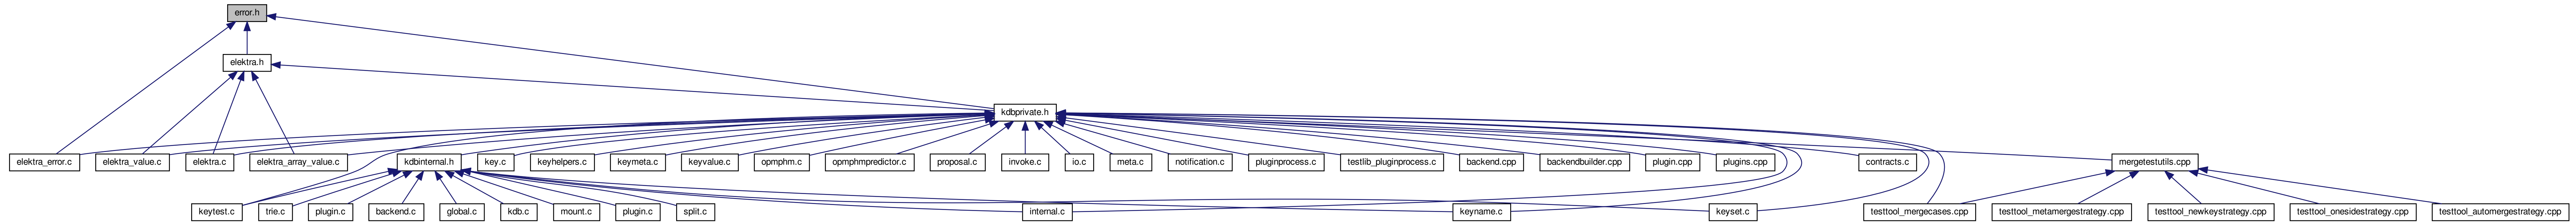 error.h
elektra.h
kdbprivate.h
elektra_error.c
elektra_value.c
elektra.c
elektra_array_value.c
kdbinternal.h
key.c
keyhelpers.c
keymeta.c
keyvalue.c
opmphm.c
opmphmpredictor.c
proposal.c
invoke.c
io.c
meta.c
notification.c
pluginprocess.c
testlib_pluginprocess.c
backend.cpp
backendbuilder.cpp
plugin.cpp
plugins.cpp
contracts.c
mergetestutils.cpp
keytest.c
trie.c
plugin.c
backend.c
global.c
kdb.c
mount.c
plugin.c
split.c
internal.c
keyname.c
keyset.c
testtool_mergecases.cpp
testtool_metamergestrategy.cpp
testtool_newkeystrategy.cpp
testtool_onesidestrategy.cpp
testtool_automergestrategy.cpp